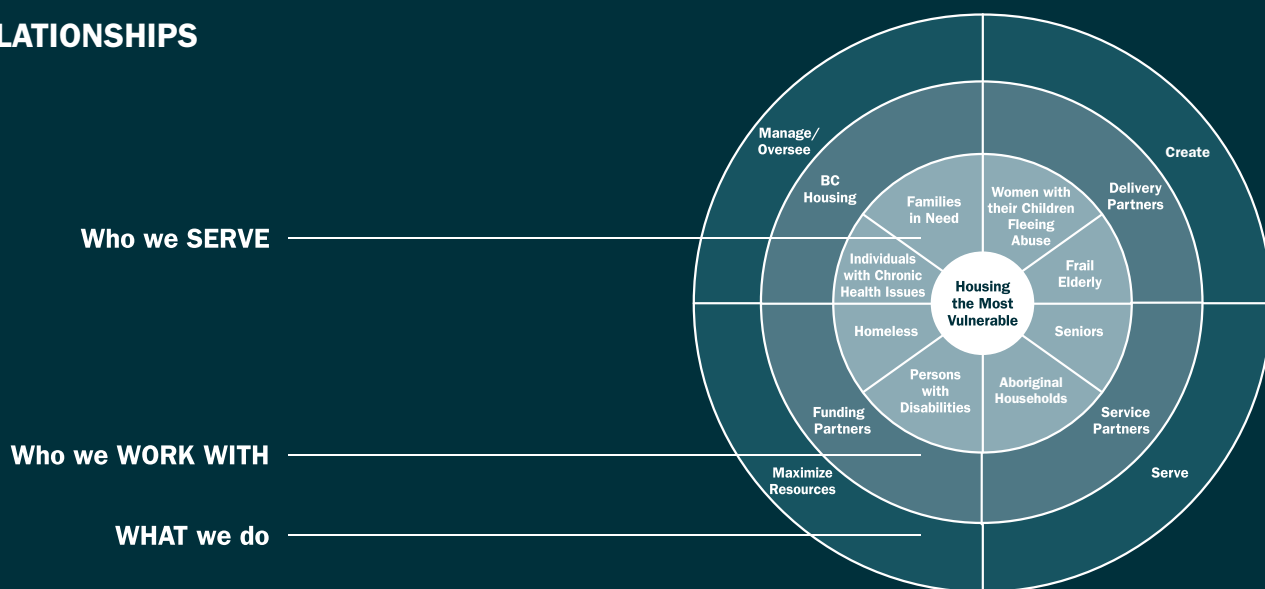 LATIONSHIPS
Who we SERVE
Who we WORK WITH
WHAT we do
Manage/
Oversee
Create
BC
Housing
Delivery
Partners
Families
in Need
Women with
their Children
Fleeing
Abuse
Individuals
with Chronic
Health Issues
Frail
Elderly
Housing
the Most
Vulnerable
Homeless
Seniors
Persons
with
Disabilities
Aboriginal
Households
Funding
Partners
Service
Partners
Maximize
Resources
Serve